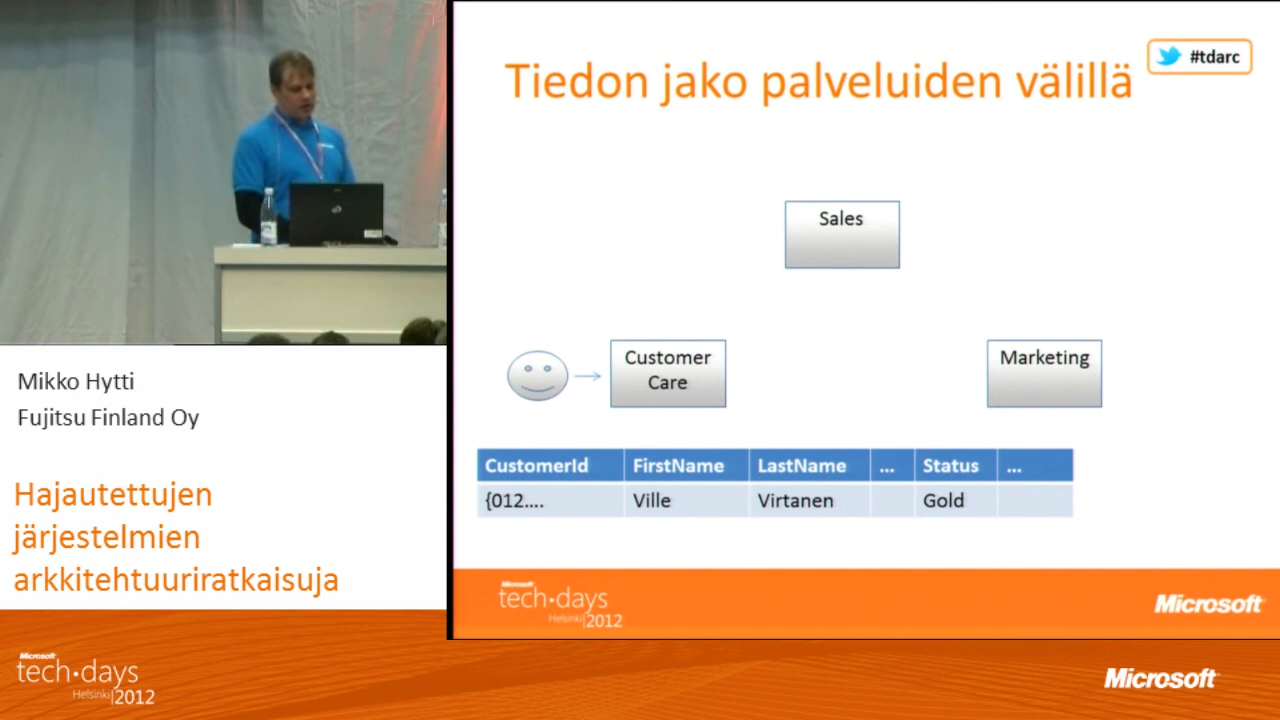 Tiedon jako palveluiden välillä
#tdarc
Sales
Customer
Care
Marketing
CustomerId FirstName LastName ... Status ...
{012.... Ville Virtanen Gold
Microsoft
tech•days
Helsinki|2012
Microsoft
Mikko Hytti
Fujitsu Finland Oy
Hajautettujen
järjestelmien
arkkitehtuuriratkaisuja
Microsoft
tech•days
Helsinki|2012
Microsoft